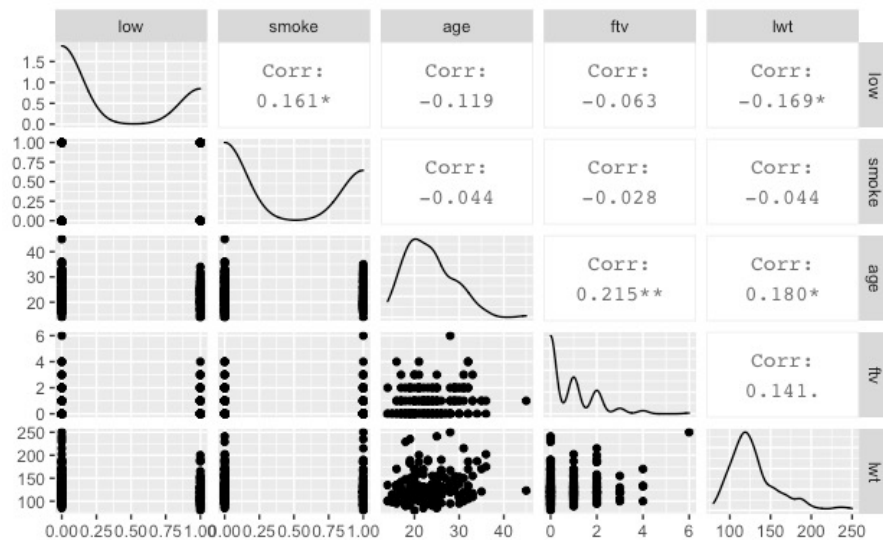 low smoke age ftv lwt
1.5
1.0
0.5
0.0
Corr:
0.161*
Corr:
-0.119
Corr:
-0.063
Corr:
-0.169*
low
1.00
0.75
0.50
0.25
0.00
Corr:
-0.044
Corr:
-0.028
Corr:
-0.044
smoke
40
30
20
Corr:
0.215**
Corr:
0.180*
age
6
4
2
0
Corr:
0.141.
ftv
250
200
150
100
lwt
0.00 0.25 0.50 0.75 1.00 0.00 0.25 0.50 0.75 1.00 20 30 40 0 2 4 6 100 150 200 250